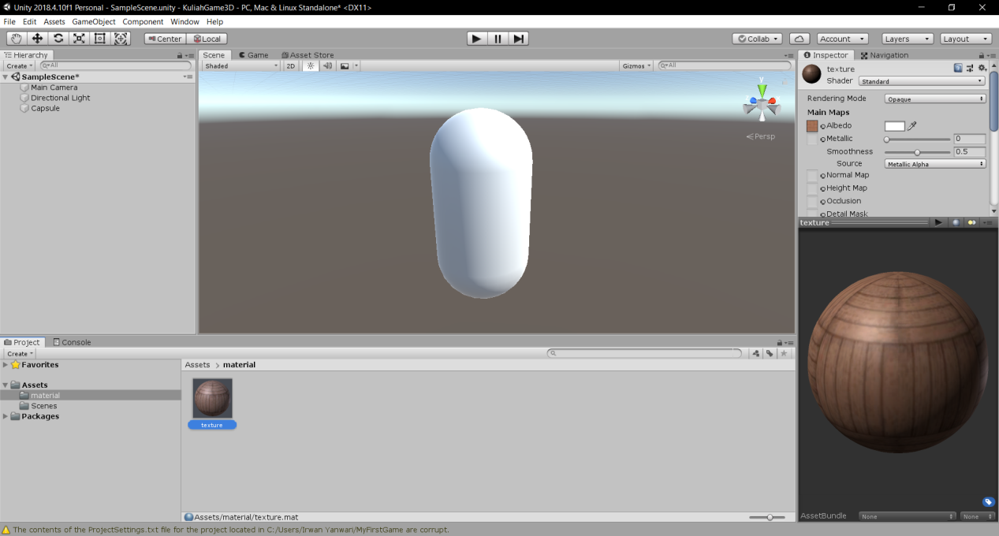 Unity 2018.4.10f1 Personal - SampleScene.unity - KuliahGame3D - PC, Mac & Linux Standalone* <DX11>
File Edit Assets GameObject Component Window Help
Center Local Collab Account Layers Layout
Hierarchy
Create All
SampleScene*
Main Camera
Directional Light
Capsule
Scene Game Asset Store
Shaded 2D Gizmos All
y
Persp
Inspector Navigation
texture
Shader Standard
Rendering Mode Opaque
Main Maps
Albedo
Metallic 0
Smoothness 0.5
Source Metallic Alpha
Normal Map
Height Map
Occlusion
Detail Mask
texture
Project Console
Create
Favorites
Assets
material
Scenes
Packages
Assets > material
texture
Assets/material/texture.mat
AssetBundle None None
The contents of the ProjectSettings.txt file for the project located in C:/Users/Irwan Yanwari/MyFirstGame are corrupt.